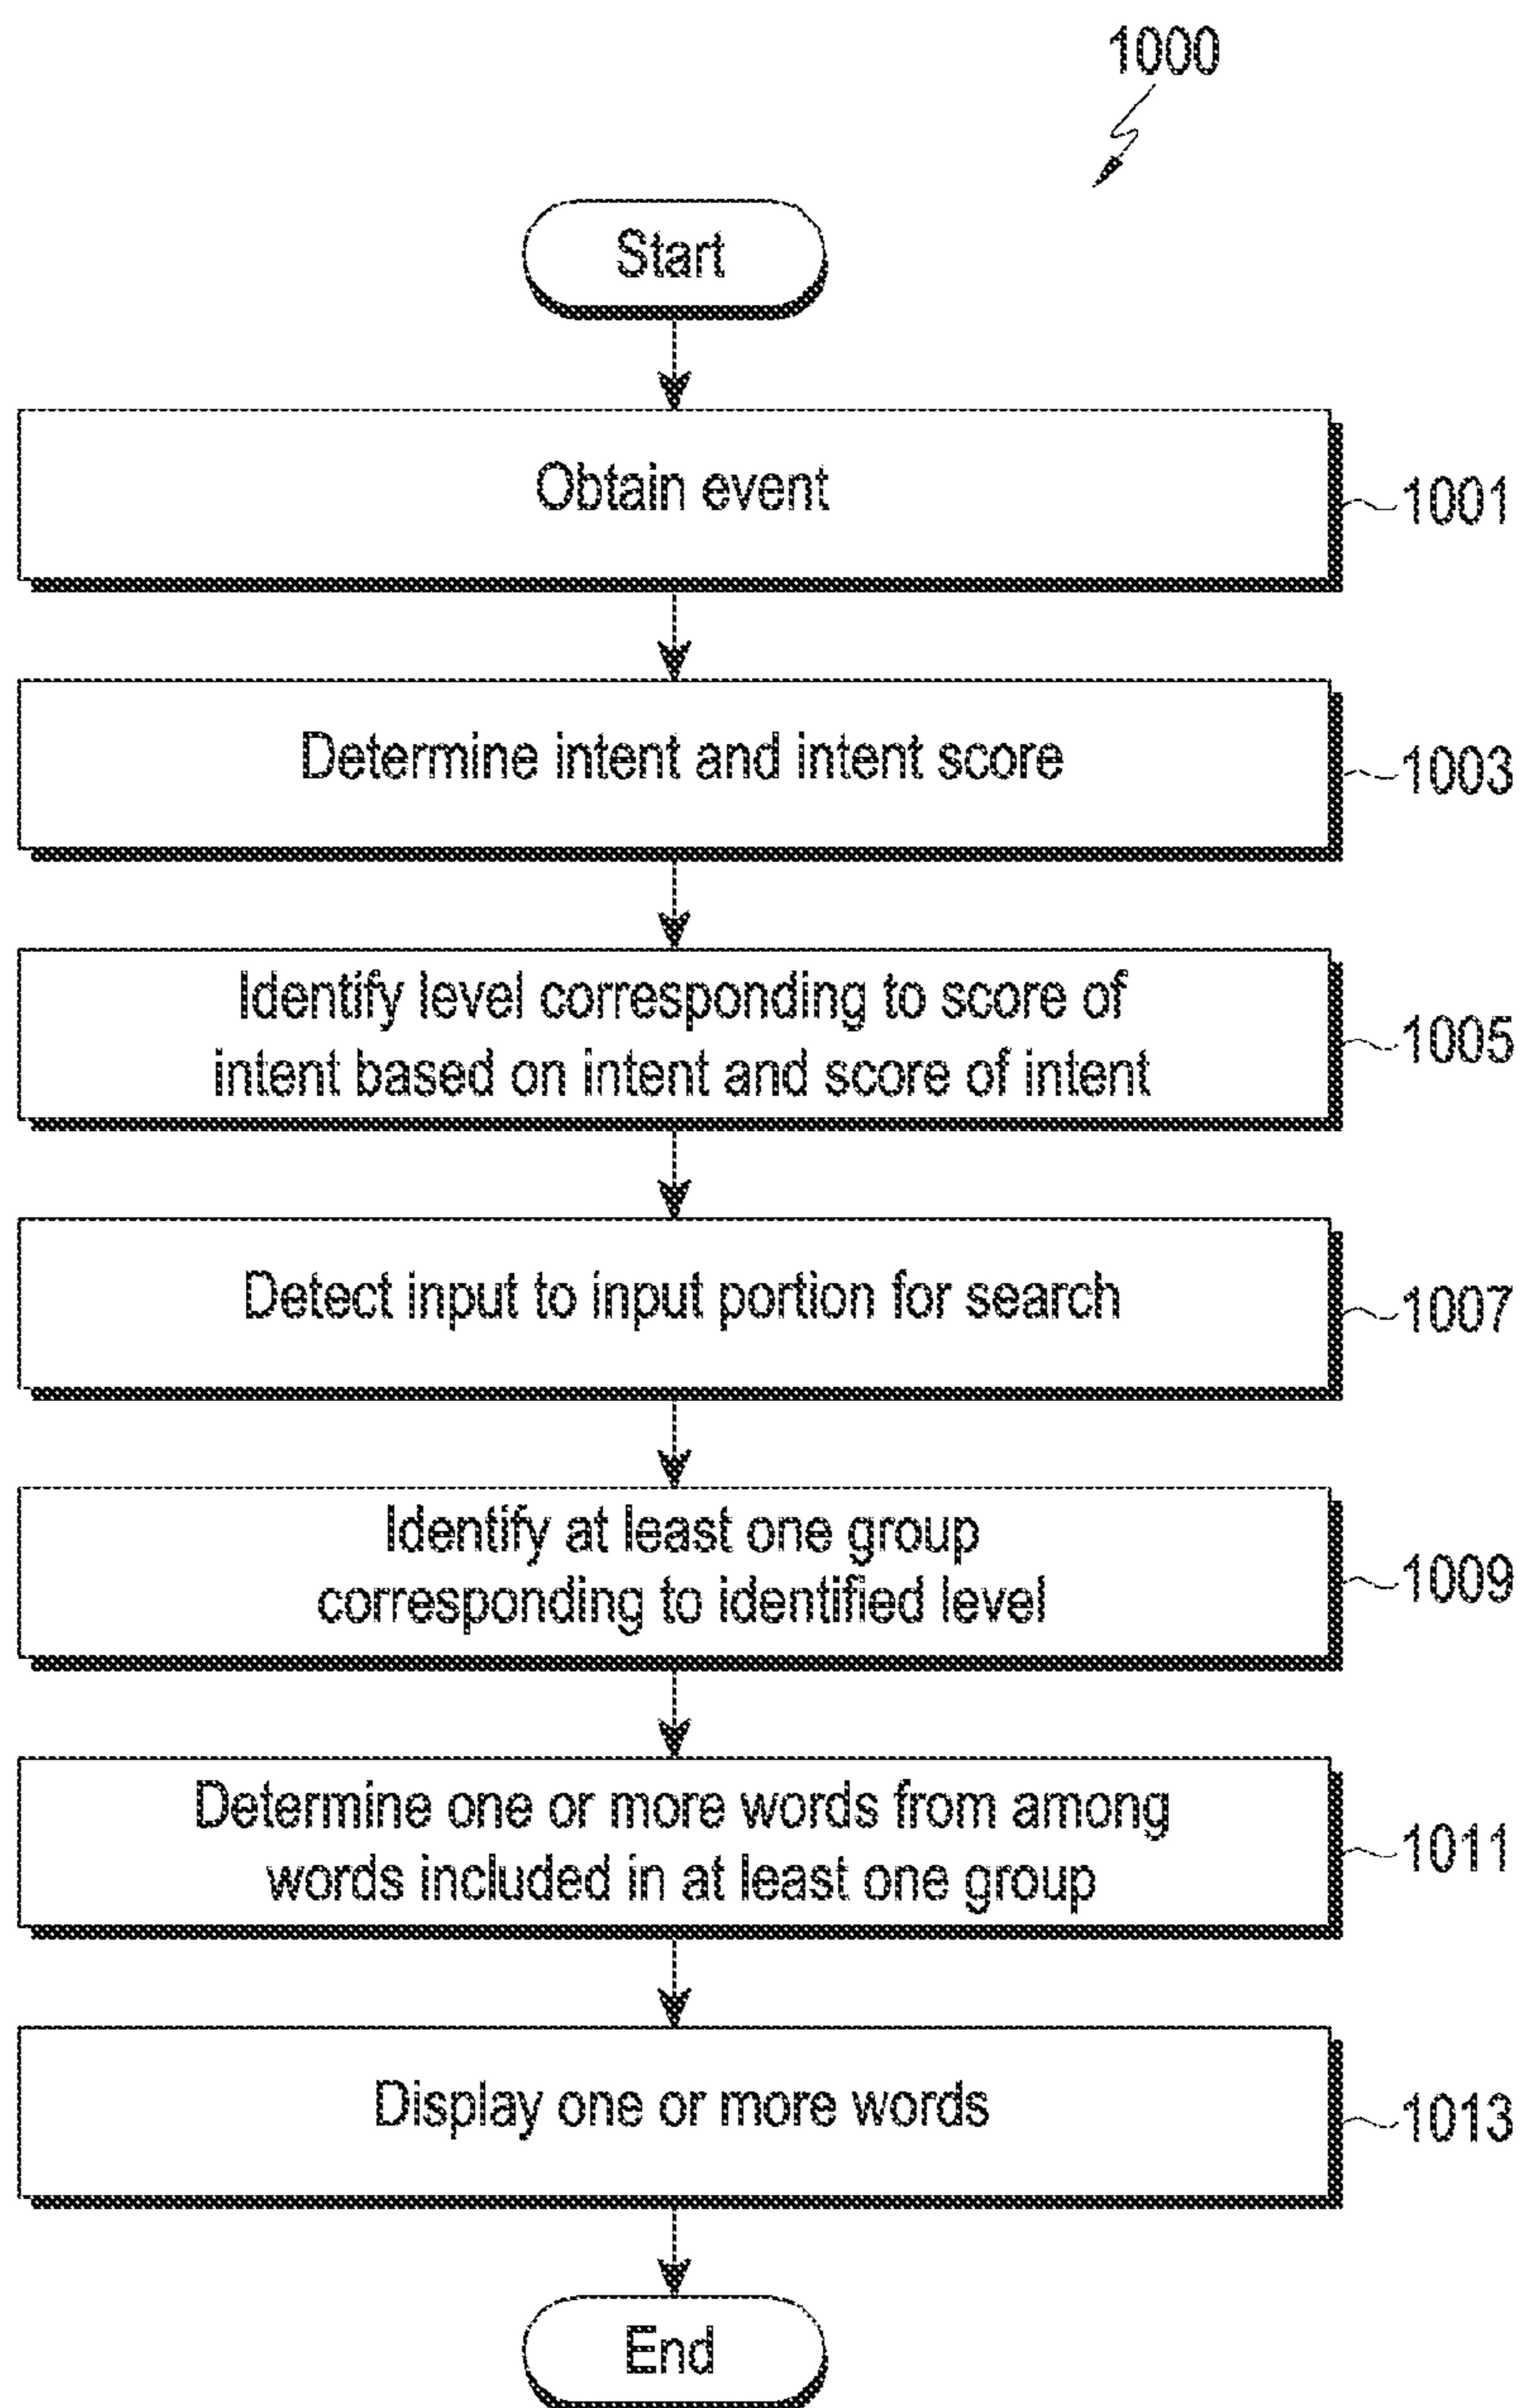 1000
Start
Obtain event
1001
Determine intent and intent score
1003
Identify level corresponding to score of
intent based on intent and score of intent
1005
Detect input to input portion for search
1007
Identify at least one group
corresponding to identified level
1009
Determine one or more words from among
words included in at least one group
1011
Display one or more words
1013
End